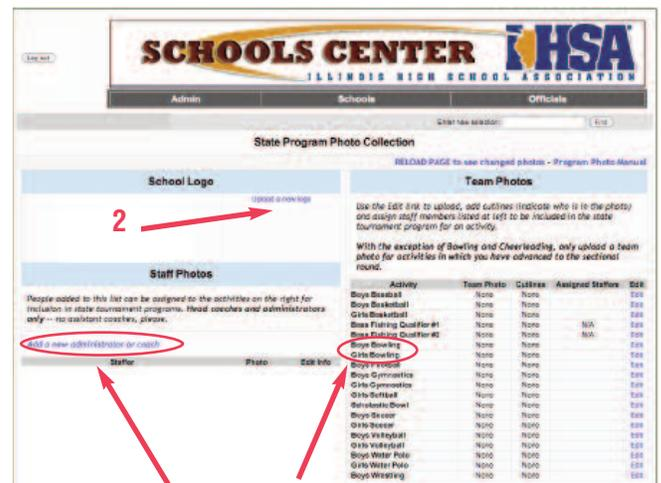 Log out
SCHOOLS CENTER
IHSA
ILLINOIS HIGH SCHOOL ASSOCIATION
Admin Schools Officials
Enter new selection: Find
State Program Photo Collection
RELOAD PAGE to see changed photos - Program Photo Manual
School Logo
Upload a new logo
2
Staff Photos
People added to this list can be assigned to the activities on the right for
inclusion in state tournament programs. Head coaches and administrators
only -- no assistant coaches, please.
Add a new administrator or coach
Staffer Photo Edit Info
Team Photos
Use the Edit link to upload, add cutlines (indicate who is in the photo)
and assign staff members listed at left to be included in the state
tournament program for an activity.
With the exception of Bowling and Cheerleading, only upload a team
photo for activities in which you have advanced to the sectional
round.
Activity Team Photo Cutlines Assigned Staffers Edit
Boys Baseball None None Edit
Boys Basketball None None Edit
Girls Basketball None None Edit
Bass Fishing Qualifier #1 None None N/A Edit
Bass Fishing Qualifier #2 None None N/A Edit
Boys Bowling None None Edit
Girls Bowling None None Edit
Boys Football None None Edit
Boys Gymnastics None None Edit
Girls Gymnastics None None Edit
Girls Softball None None Edit
Scholastic Bowl None None Edit
Boys Soccer None None Edit
Girls Soccer None None Edit
Boys Volleyball None None Edit
Girls Volleyball None None Edit
Boys Water Polo None None Edit
Girls Water Polo None None Edit
Boys Wrestling None None Edit